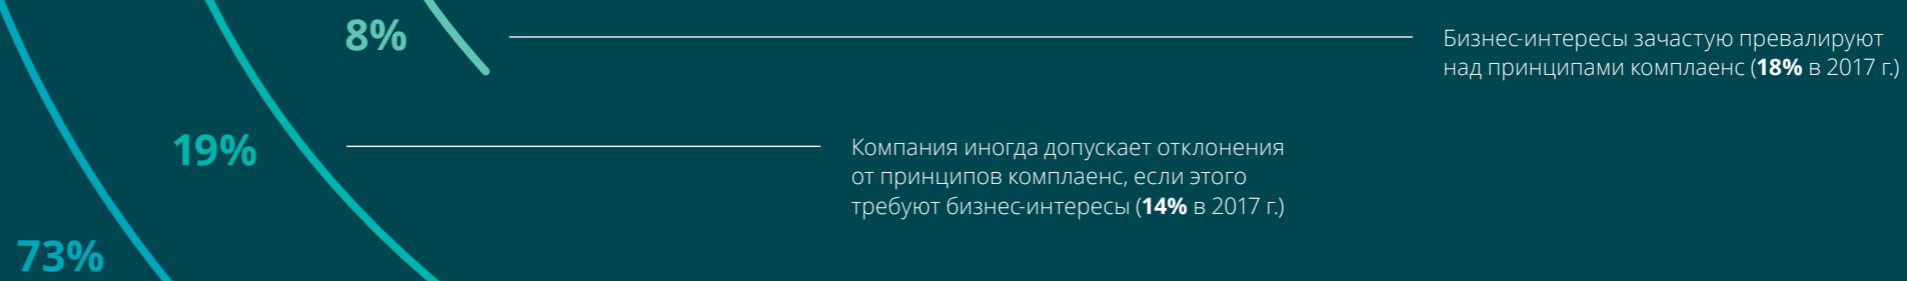 8%
Бизнес-интересы зачастую превалируют
над принципами комплаенс (18% в 2017 г.)
19%
Компания иногда допускает отклонения
от принципов комплаенс, если этого
требуют бизнес-интересы (14% в 2017 г.)
73%